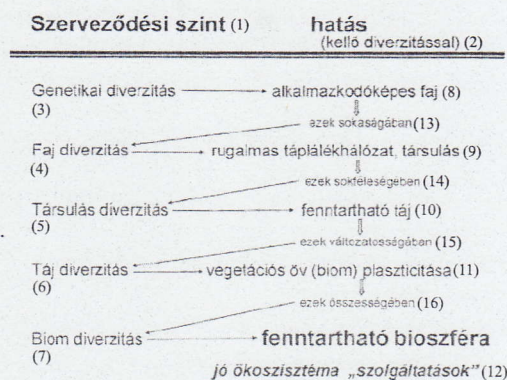 Szerveződési szint (1) hatás
(kellő diverzitással) (2)
Genetikai diverzitás alkalmazkodóképes faj (8)
(3)
ezek sokaságában (13)
Faj diverzitás rugalmas táplálékhálózat, társulás (9)
(4)
ezek sokféleségében (14)
Társulás diverzitás fenntartható táj (10)
(5)
ezek változatosságában (15)
Táj diverzitás vegetációs öv (biom) plaszticitása (11)
(6)
ezek összességében (16)
Biom diverzitás fenntartható bioszféra
(7)
jó ökoszisztéma „szolgáltatások" (12)